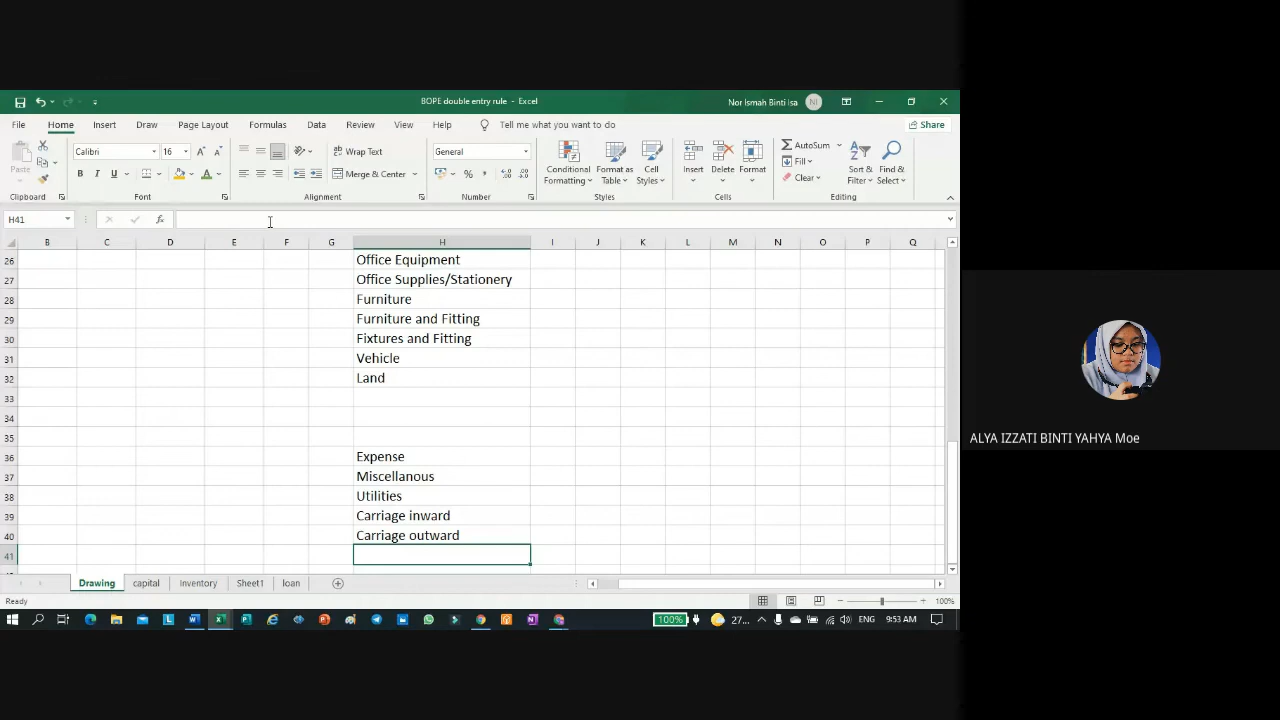 BOPE double entry rule - Excel
Nor Ismah Binti Isa
NI
File Home Insert Draw Page Layout Formulas Data Review View Help Tell me what you want to do Share
Paste
Calibri 16
B I U
Wrap Text
Merge & Center
General
%
Conditional Formatting
Format as Table
Cell Styles
Insert Delete Format
AutoSum
Fill
Clear
Sort & Filter
Find & Select
Clipboard Font Alignment Number Styles Cells Editing
H41 fx
B C D E F G H I J K L M N O P Q
26 Office Equipment
27 Office Supplies/Stationery
28 Furniture
29 Furniture and Fitting
30 Fixtures and Fitting
31 Vehicle
32 Land
33
34
35
36 Expense
37 Miscellanous
38 Utilities
39 Carriage inward
40 Carriage outward
41
Drawing capital Inventory Sheet1 loan
Ready 100%
100% 27... ENG 9:53 AM
ALYA IZZATI BINTI YAHYA Moe